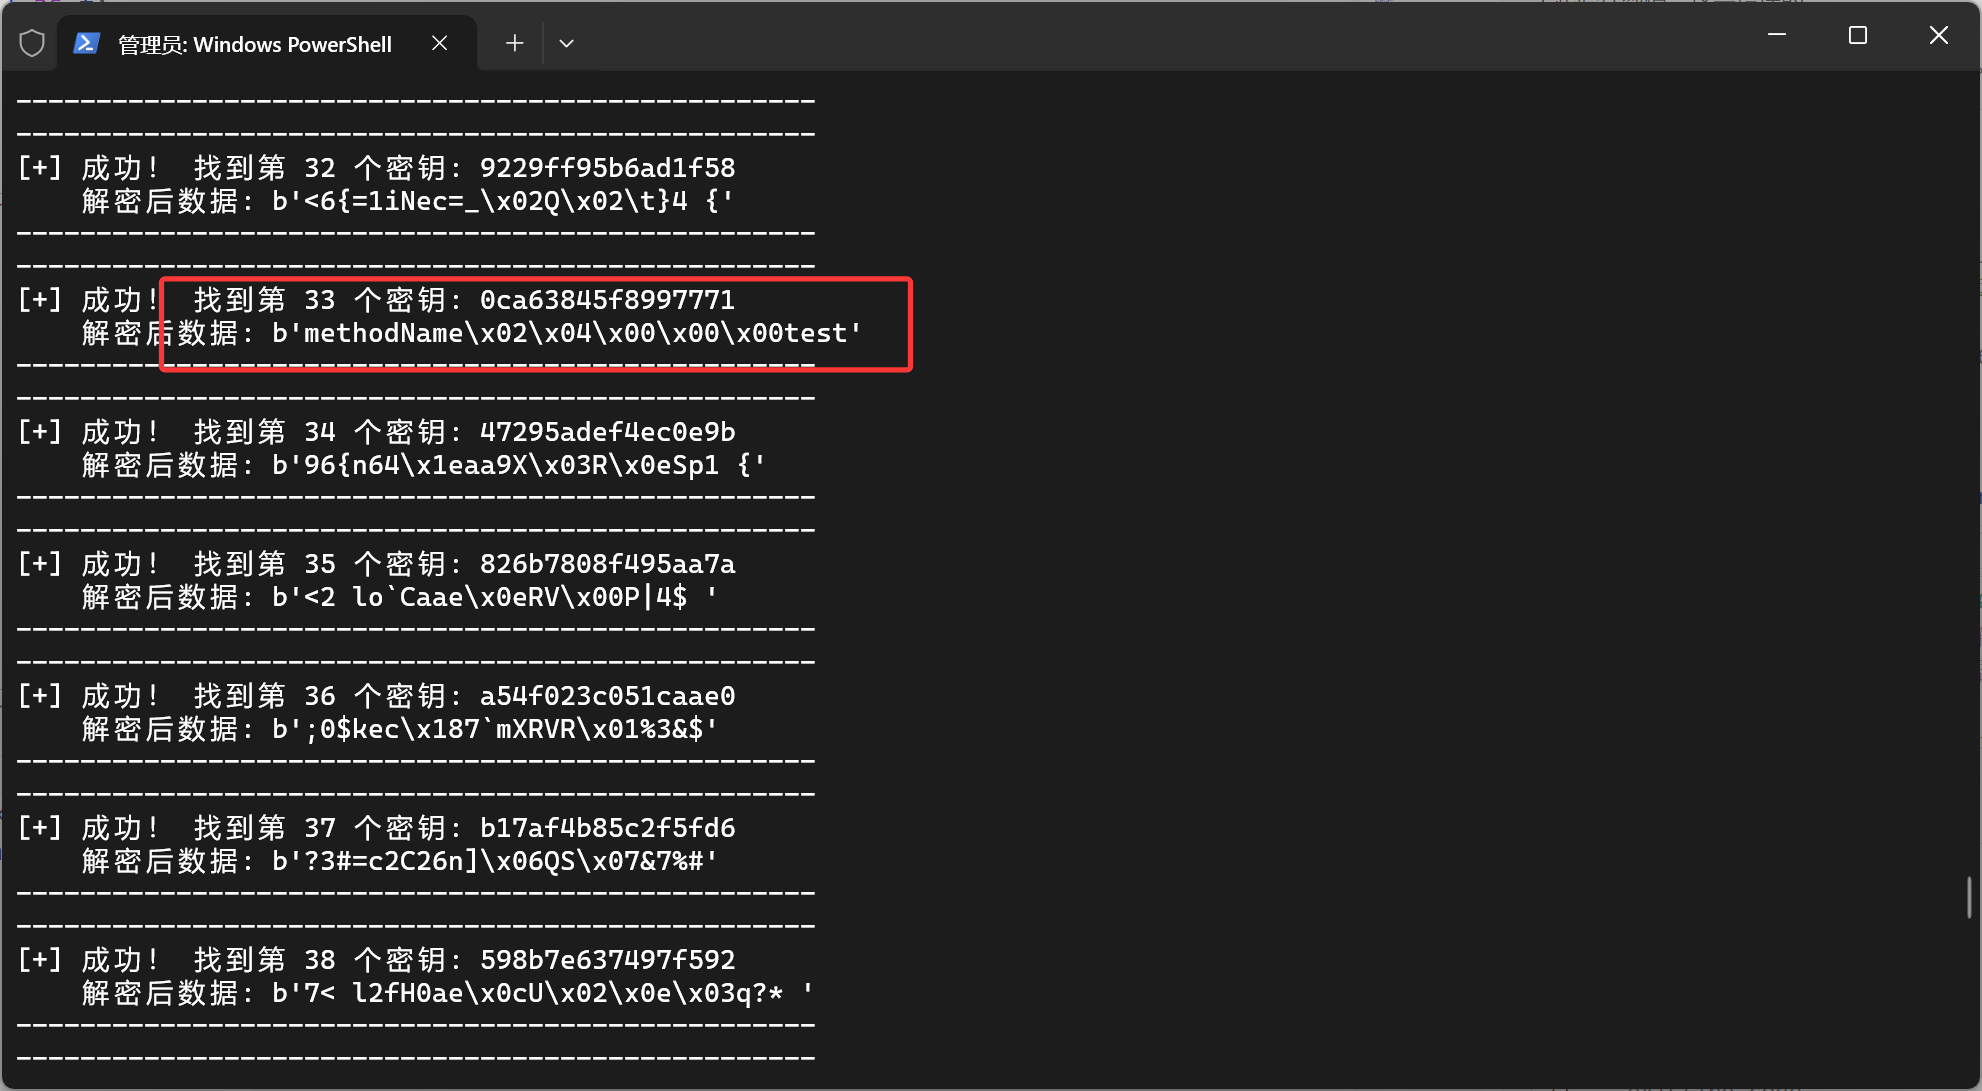 管理员: Windows PowerShell
--------------------------------------------------
--------------------------------------------------
[+] 成功! 找到第 32 个密钥: 9229ff95b6ad1f58
解密后数据: b'<6{=1iNec=_\x02Q\x02\t}4 {'
--------------------------------------------------
--------------------------------------------------
[+] 成功! 找到第 33 个密钥: 0ca63845f8997771
解密后数据: b'methodName\x02\x04\x00\x00\x00test'
--------------------------------------------------
--------------------------------------------------
[+] 成功! 找到第 34 个密钥: 47295adef4ec0e9b
解密后数据: b'96{n64\x1eaa9X\x03R\x0eSp1 {'
--------------------------------------------------
--------------------------------------------------
[+] 成功! 找到第 35 个密钥: 826b7808f495aa7a
解密后数据: b'<2 lo`Caae\x0eRV\x00P|4$ '
--------------------------------------------------
--------------------------------------------------
[+] 成功! 找到第 36 个密钥: a54f023c051caae0
解密后数据: b';0$kec\x187`mXRVR\x01%3&$'
--------------------------------------------------
--------------------------------------------------
[+] 成功! 找到第 37 个密钥: b17af4b85c2f5fd6
解密后数据: b'?3#=c2C26n]\x06QS\x07&7%#'
--------------------------------------------------
--------------------------------------------------
[+] 成功! 找到第 38 个密钥: 598b7e637497f592
解密后数据: b'7< l2fH0ae\x0cU\x02\x0e\x03q?* '
--------------------------------------------------
--------------------------------------------------